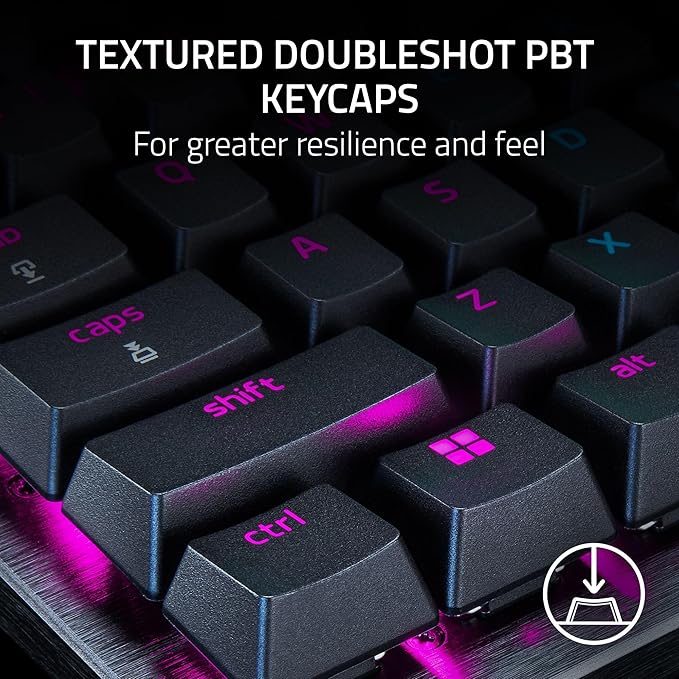 TEXTURED DOUBLESHOT PBT
KEYCAPS
For greater resilience and feel
W
Q
S
D
A
X
caps
Z
shift
alt
ctrl